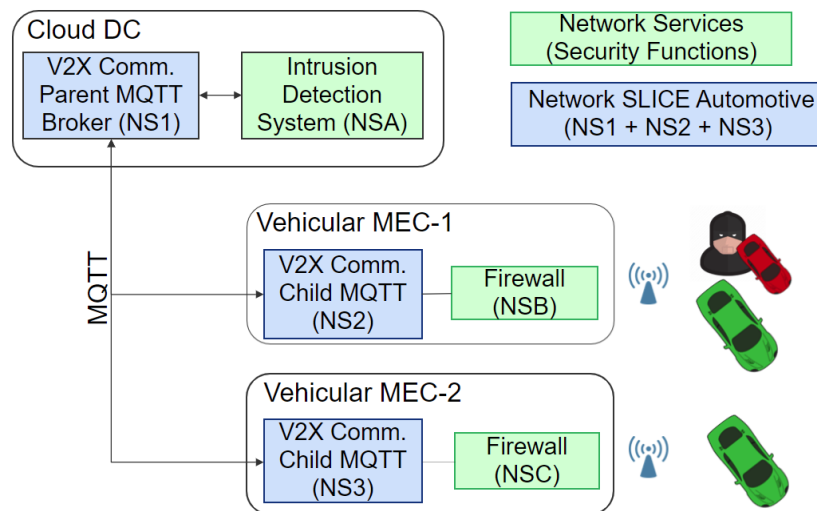 Cloud DC
V2X Comm.
Parent MQTT
Broker (NS1)
Intrusion
Detection
System (NSA)
Network Services
(Security Functions)
Network SLICE Automotive
(NS1 + NS2 + NS3)
MQTT
Vehicular MEC-1
V2X Comm.
Child MQTT
(NS2)
Firewall
(NSB)
Vehicular MEC-2
V2X Comm.
Child MQTT
(NS3)
Firewall
(NSC)